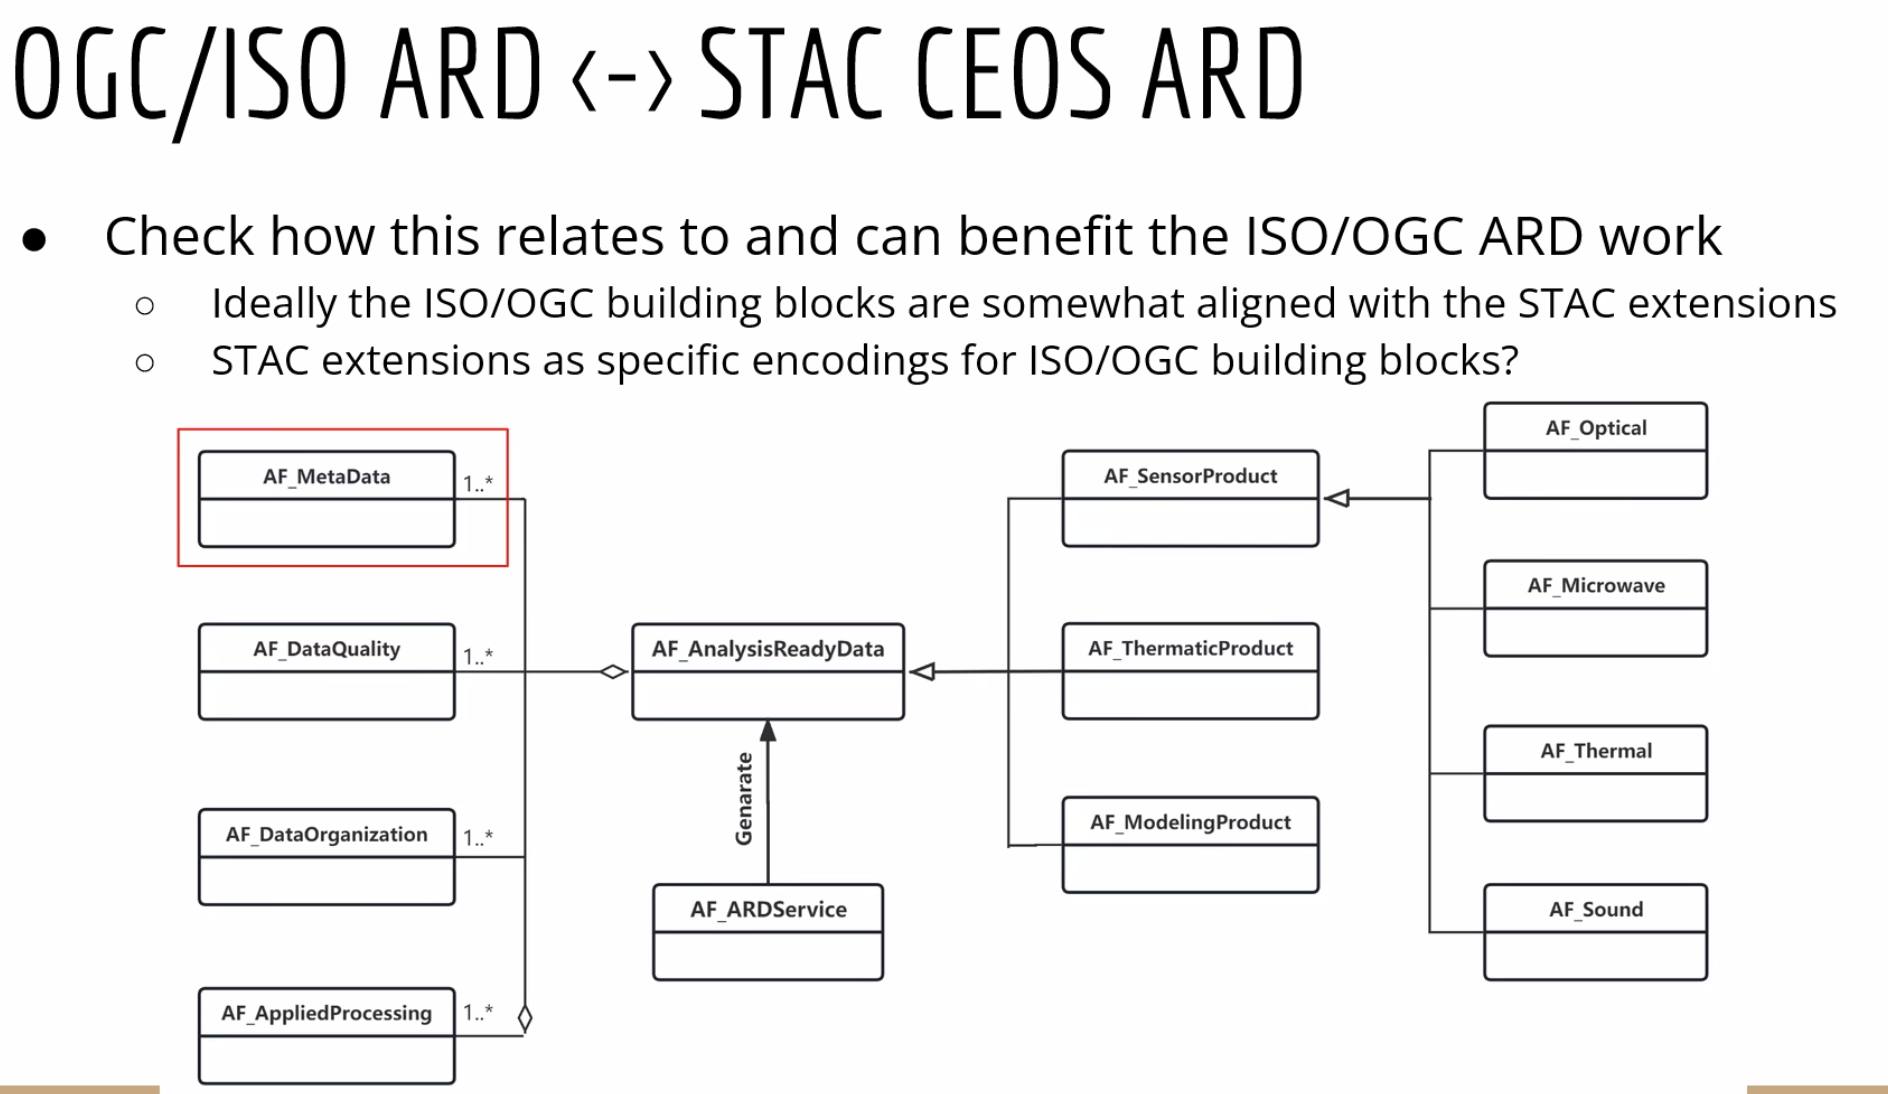 OGC/ISO ARD <-> STAC CEOS ARD
● Check how this relates to and can benefit the ISO/OGC ARD work
○ Ideally the ISO/OGC building blocks are somewhat aligned with the STAC extensions
○ STAC extensions as specific encodings for ISO/OGC building blocks?
AF_MetaData
1..*
AF_DataQuality
1..*
AF_DataOrganization
1..*
AF_AppliedProcessing
1..*
AF_AnalysisReadyData
Genarate
AF_ARDService
AF_SensorProduct
AF_ThermaticProduct
AF_ModelingProduct
AF_Optical
AF_Microwave
AF_Thermal
AF_Sound